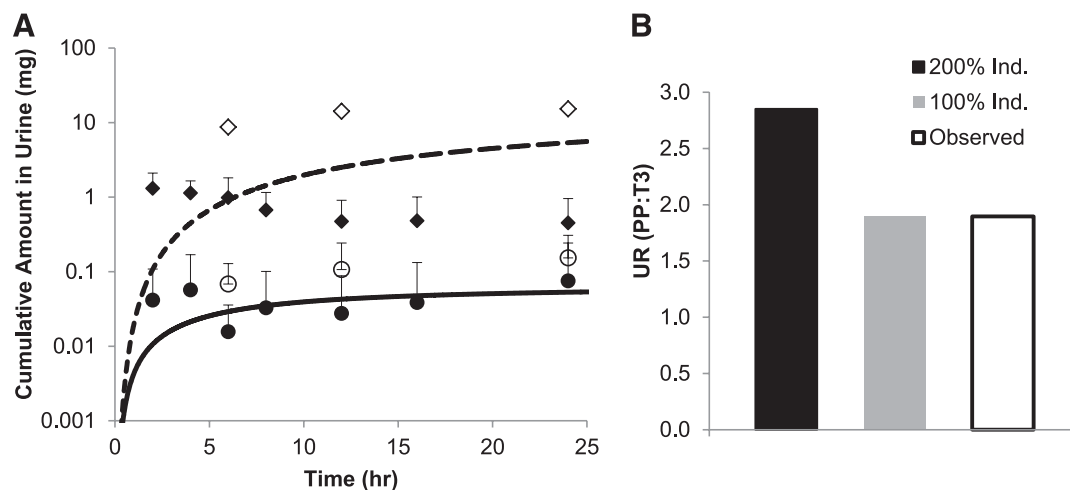 A
Cumulative Amount in Urine (mg)
100
10
1
0.1
0.01
0.001
0
5
10
15
20
25
Time (hr)
B
200% Ind.
100% Ind.
Observed
UR (PP:T3)
3.0
2.5
2.0
1.5
1.0
0.5
0.0